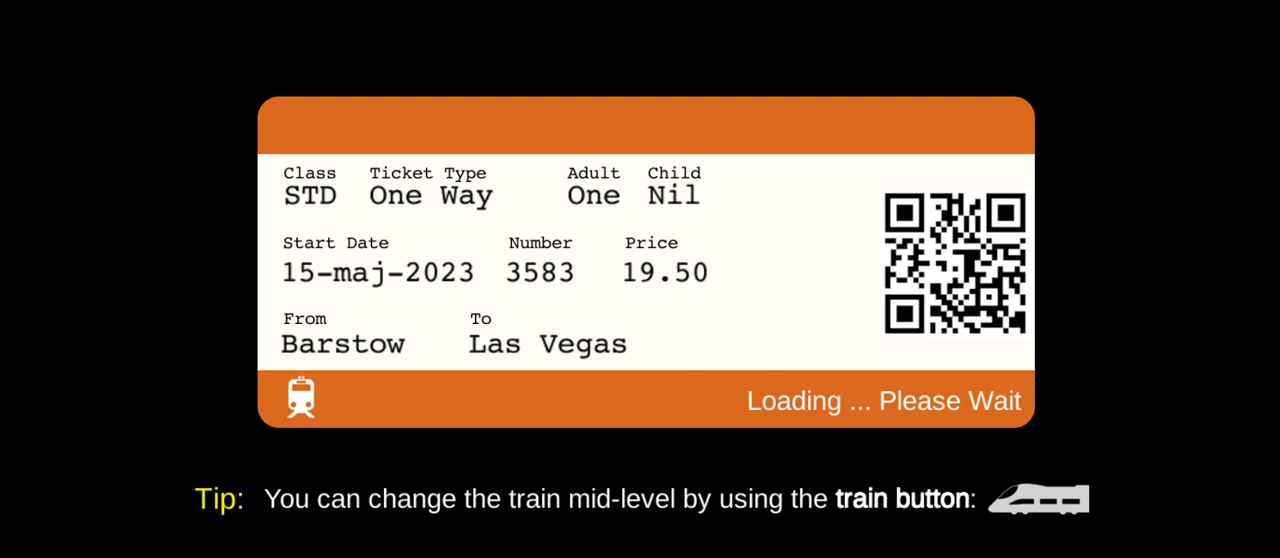 Class Ticket Type Adult Child
STD One Way One Nil
Start Date Number Price
15-maj-2023 3583 19.50
From To
Barstow Las Vegas
Loading ... Please Wait
Tip: You can change the train mid-level by using the train button: